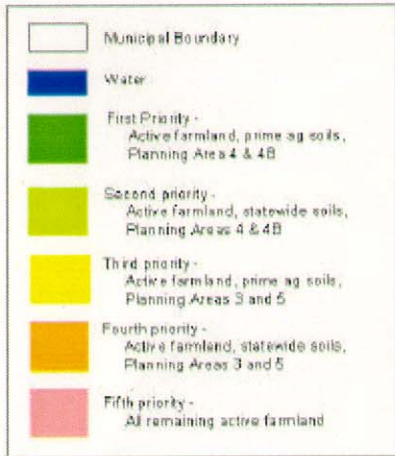 Municipal Boundary
Water
First Priority -
Active farmland, prime ag soils,
Planning Area 4 & 4B
Second priority -
Active farmland, statewide soils,
Planning Areas 4 & 4B
Third priority -
Active farmland, prime ag soils,
Planning Areas 3 and 5
Fourth priority -
Active farmland, statewide soils,
Planning Areas 3 and 5
Fifth priority -
All remaining active farmland